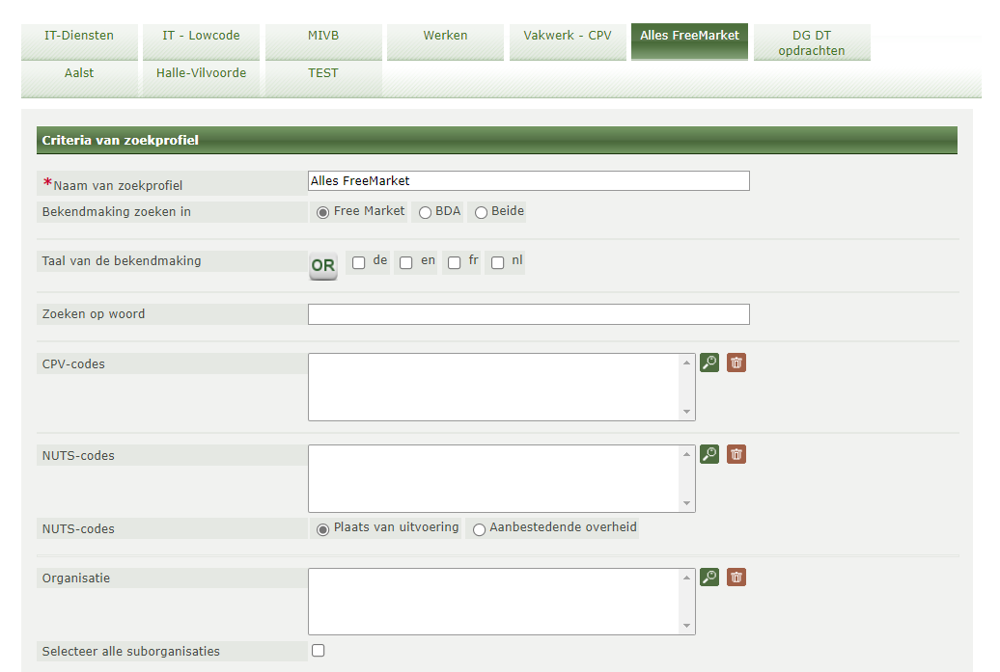 IT-Diensten
IT - Lowcode
MIVB
Werken
Vakwerk - CPV
Alles FreeMarket
DG DT
opdrachten
Aalst
Halle-Vilvoorde
TEST
Criteria van zoekprofiel
*Naam van zoekprofiel
Alles FreeMarket
Bekendmaking zoeken in
Free Market
BDA
Beide
Taal van de bekendmaking
OR
de
en
fr
nl
Zoeken op woord
CPV-codes
NUTS-codes
NUTS-codes
Plaats van uitvoering
Aanbestedende overheid
Organisatie
Selecteer alle suborganisaties